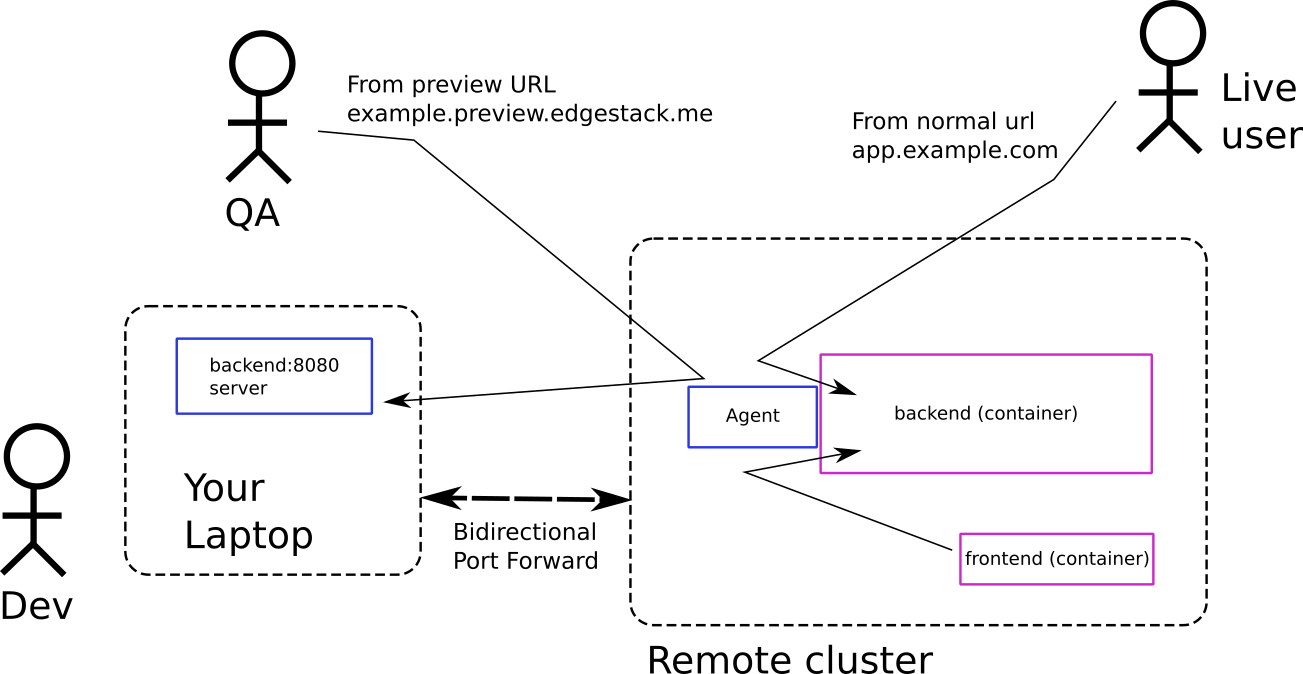 From preview URL
example.preview.edgestack.me
QA
From normal url
app.example.com
Live
user
backend:8080
server
Your
Laptop
Dev
Bidirectional
Port Forward
Agent
backend (container)
frontend (container)
Remote cluster